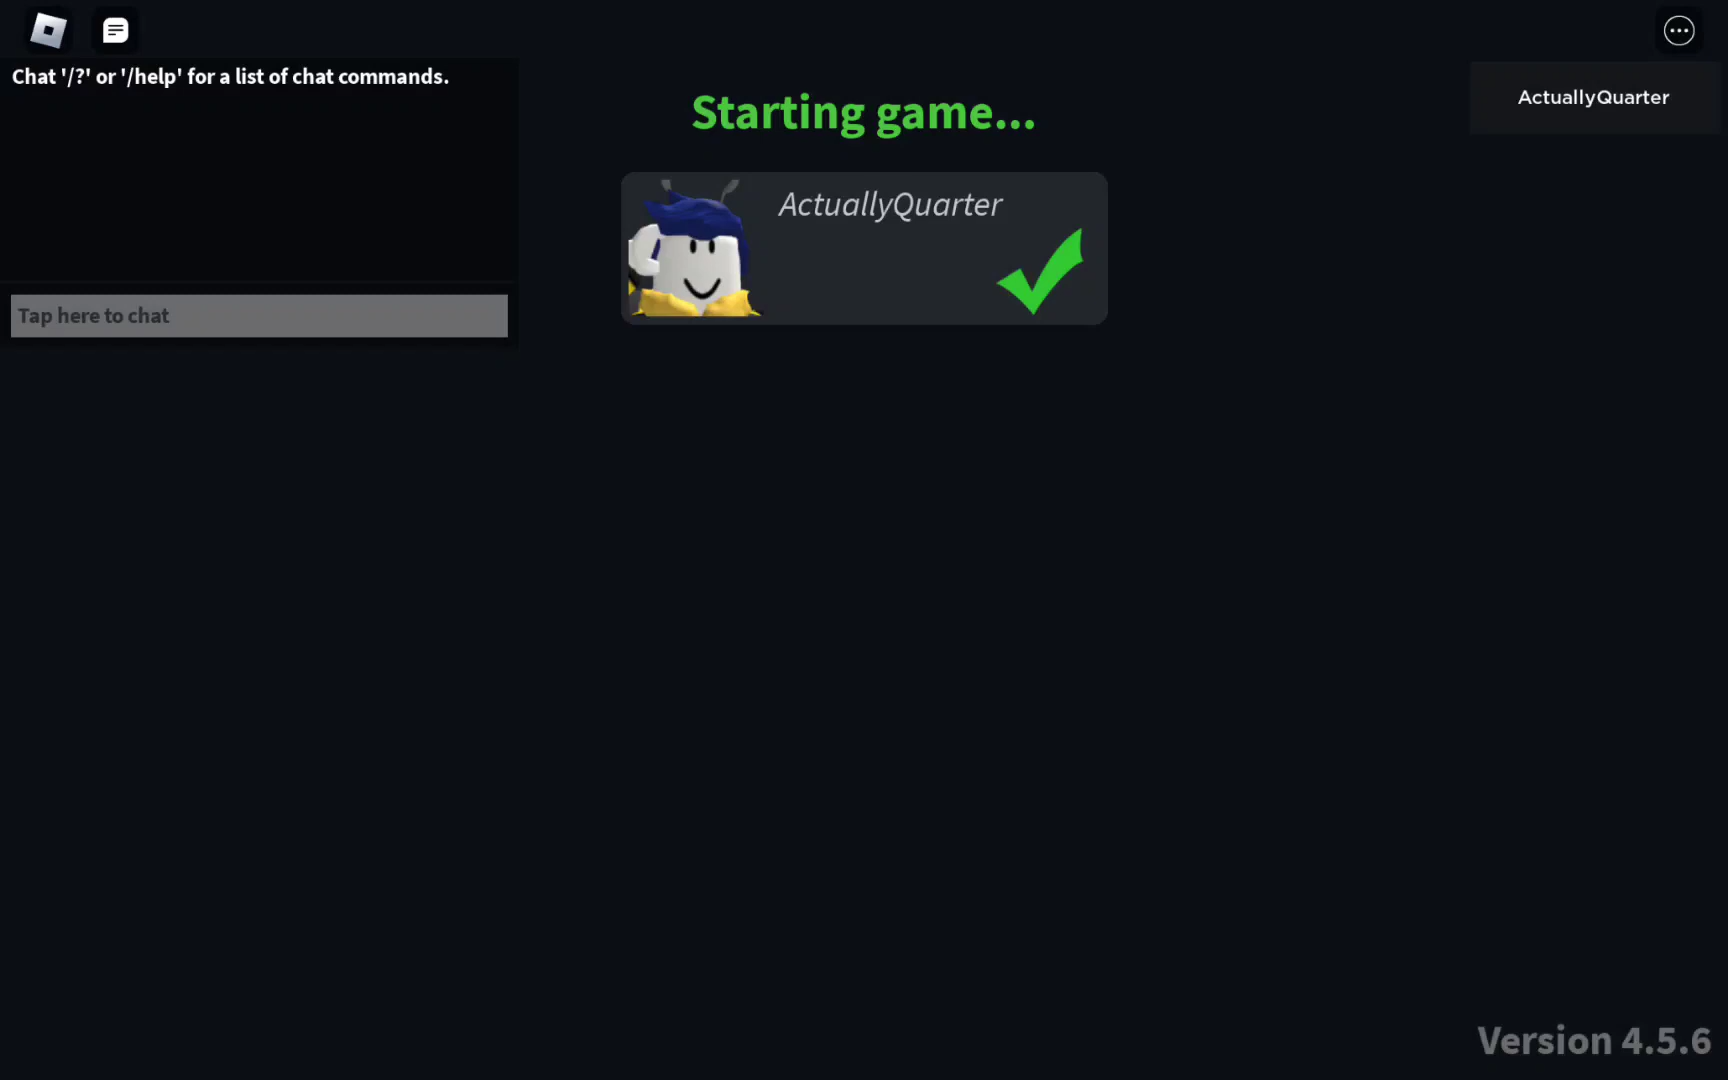 Chat '/?' or '/help' for a list of chat commands.
Tap here to chat
Starting game...
ActuallyQuarter
ActuallyQuarter
Version 4.5.6